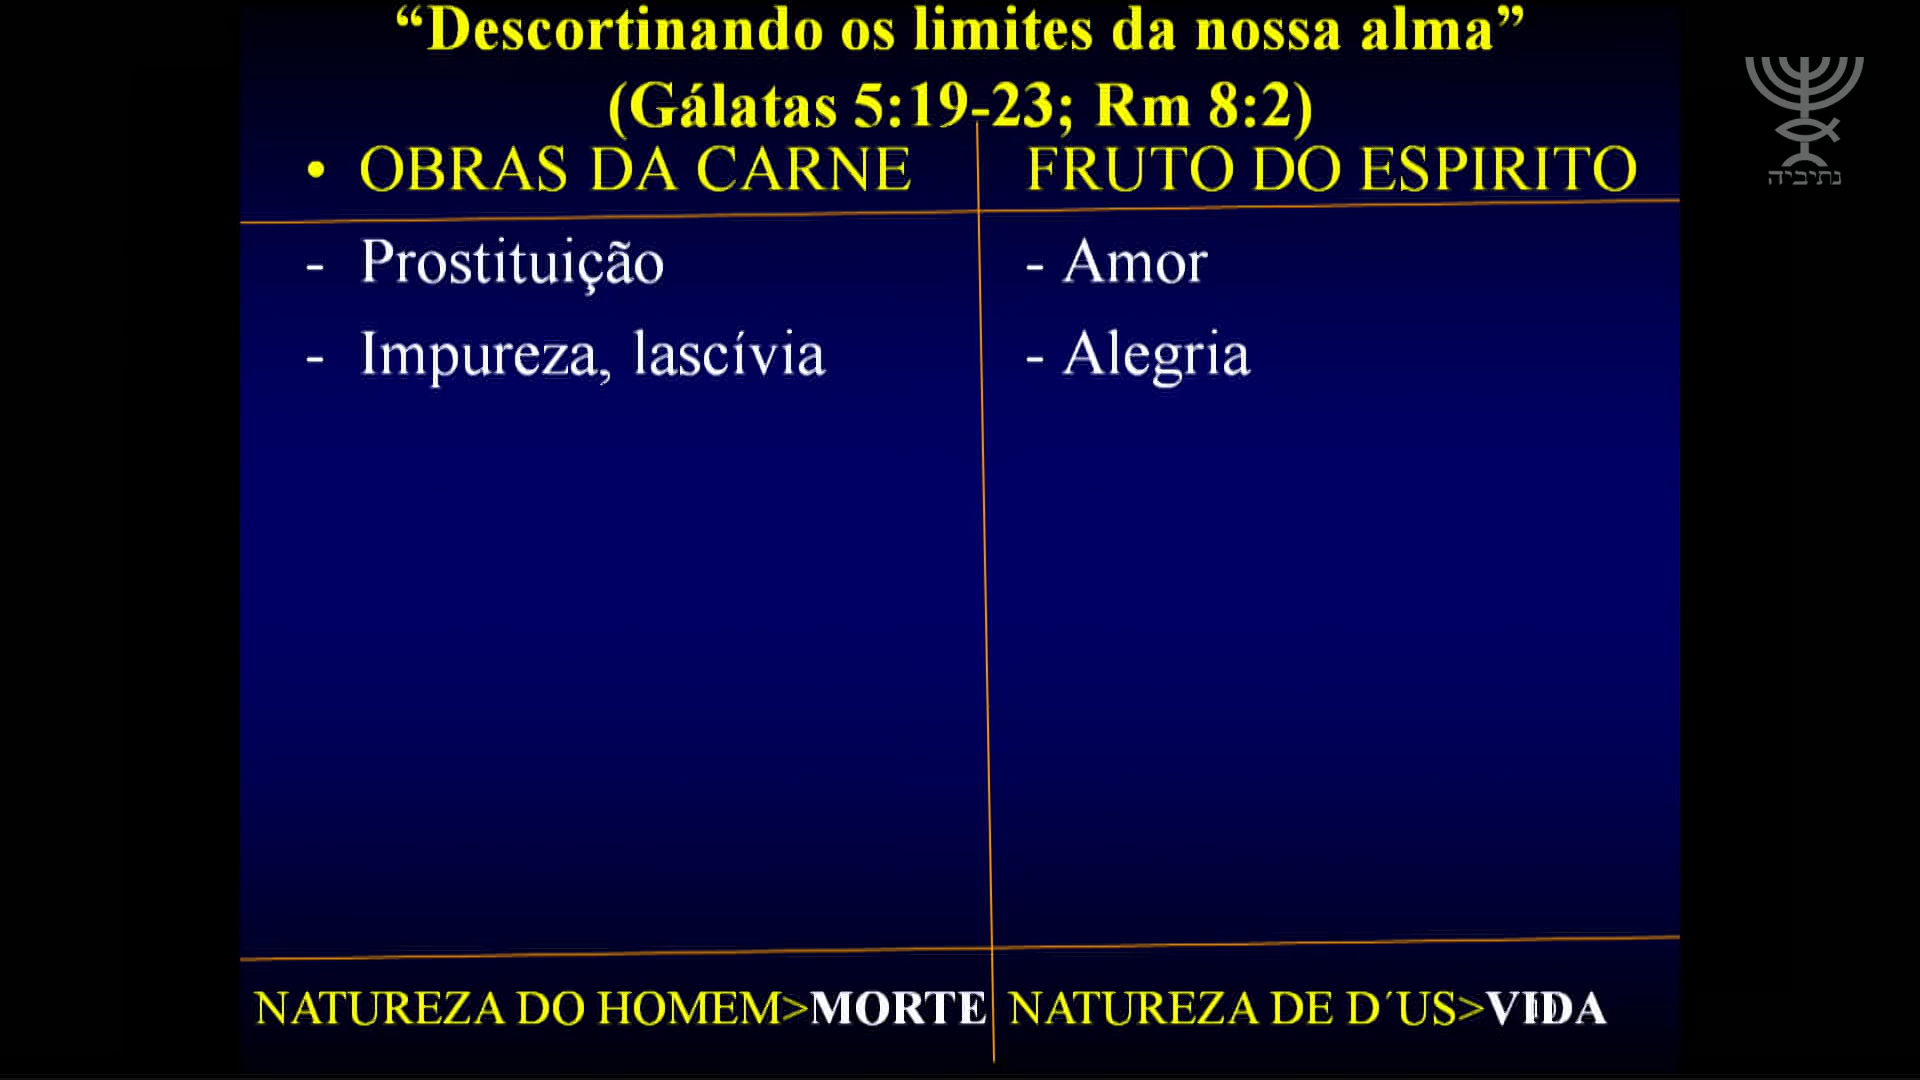 “Descortinando os limites da nossa alma”
(Gálatas 5:19-23; Rm 8:2)
• OBRAS DA CARNE
- Prostituição
- Impureza, lascívia
FRUTO DO ESPIRITO
- Amor
- Alegria
NATUREZA DO HOMEM>MORTE
NATUREZA DE D´US>VIDA
נתיביה